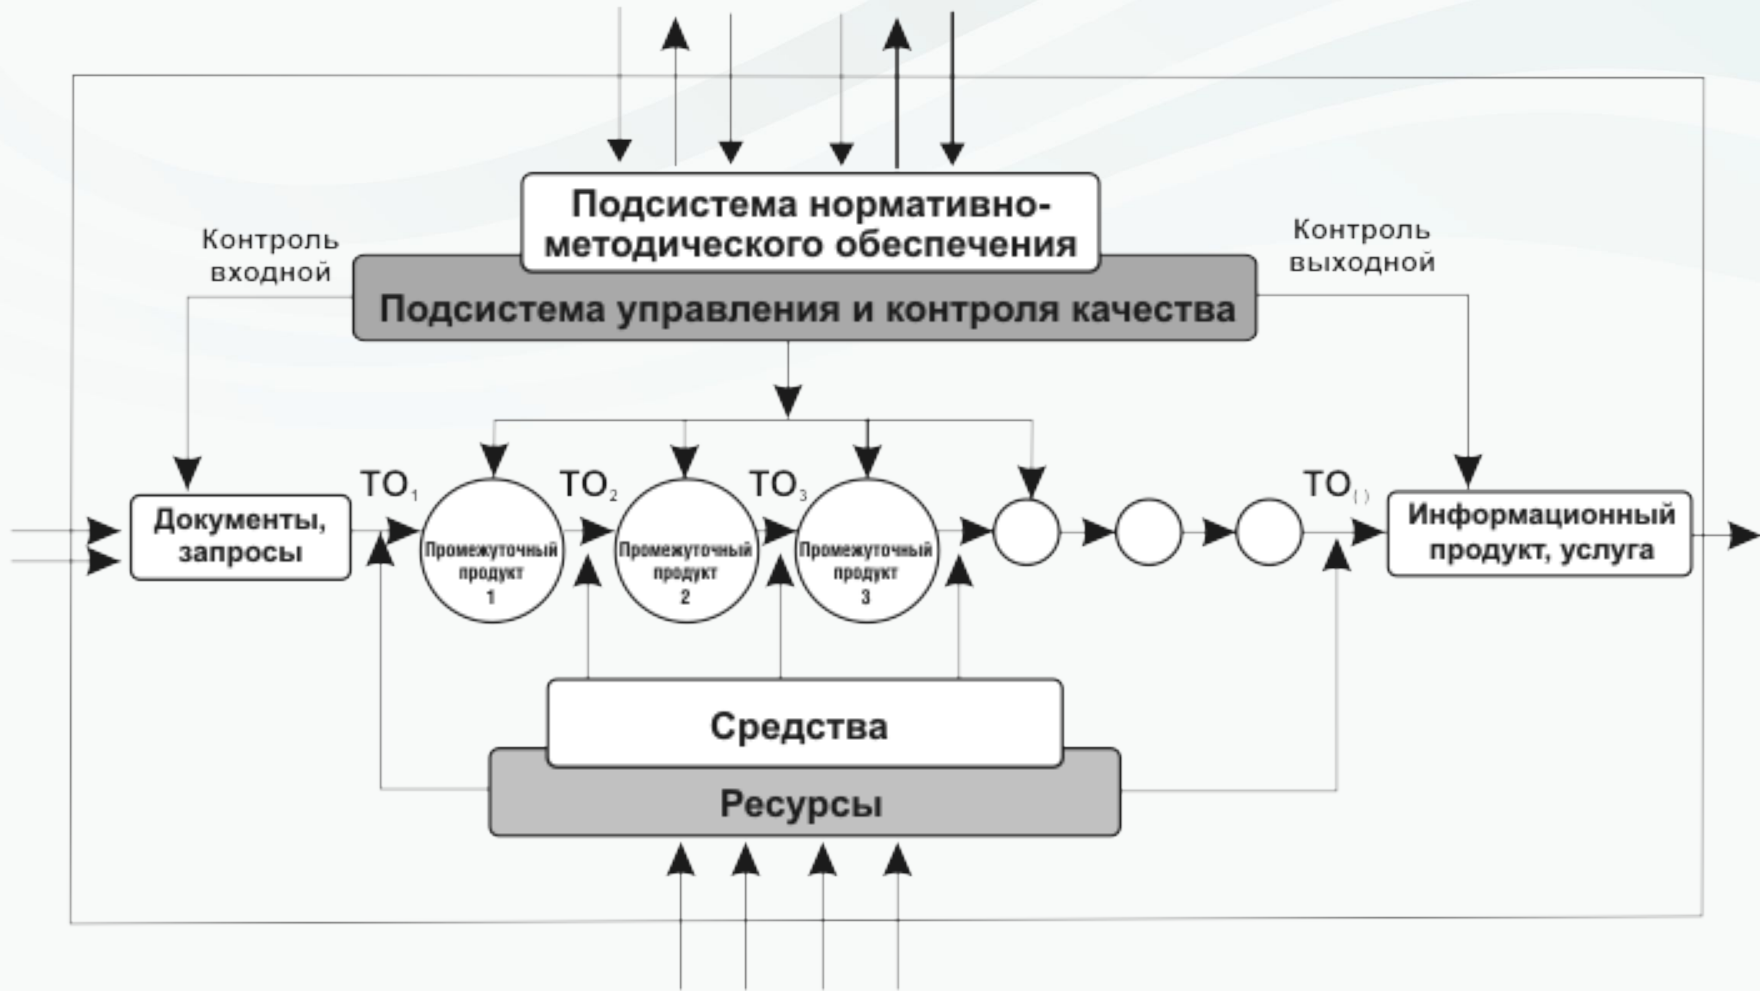 Подсистема нормативно-
методического обеспечения
Контроль
входной
Контроль
выходной
Подсистема управления и контроля качества
ТО1
ТО2
ТО3
ТО( )
Документы,
запросы
Промежуточный
продукт
1
Промежуточный
продукт
2
Промежуточный
продукт
3
Информационный
продукт, услуга
Средства
Ресурсы